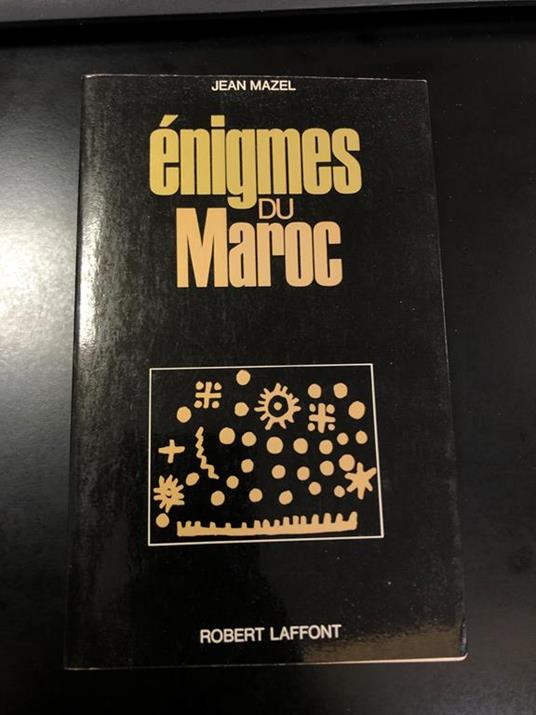 JEAN MAZEL
énigmes
DU
Maroc
ROBERT LAFFONT